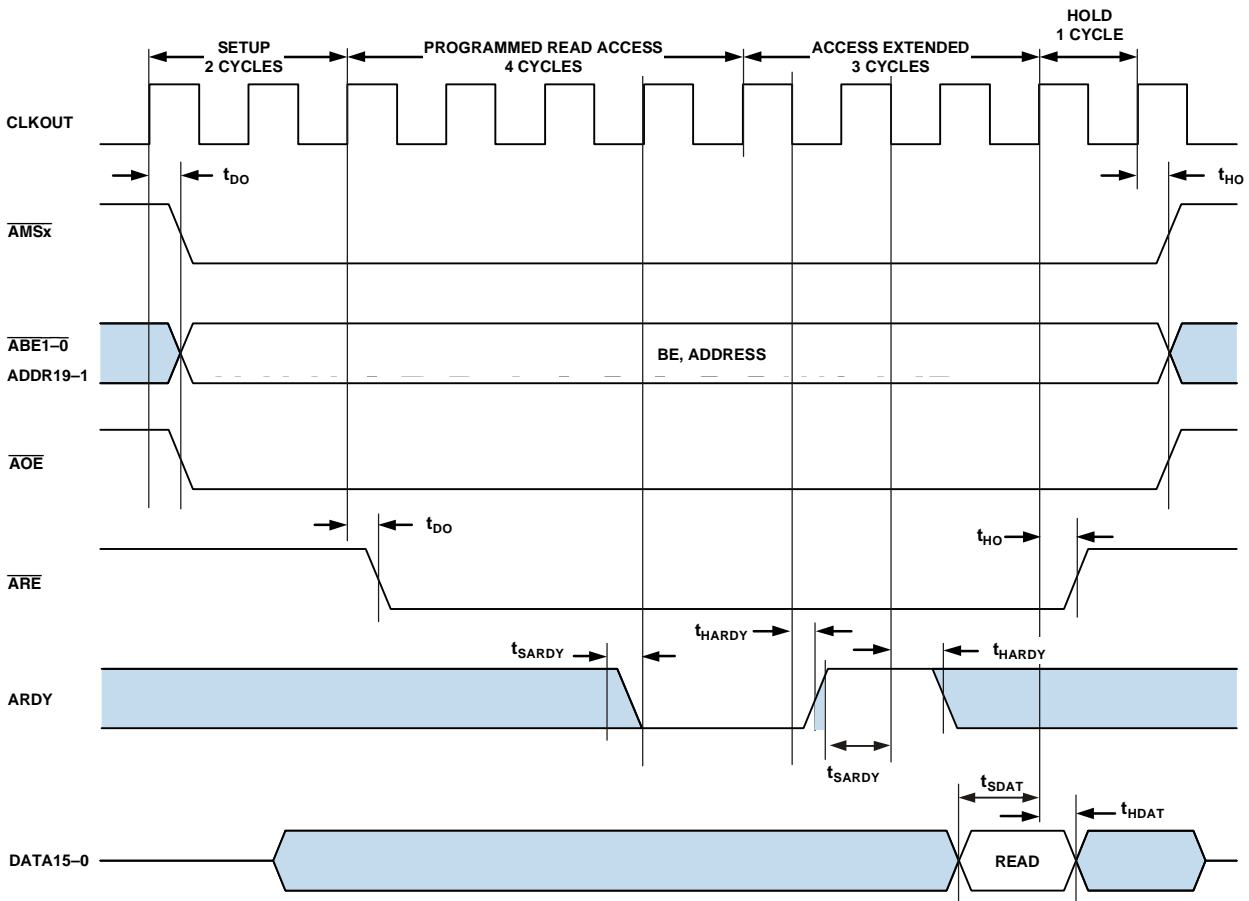 HOLD
1 CYCLE
SETUP
2 CYCLES
PROGRAMMED READ ACCESS
4 CYCLES
ACCESS EXTENDED
3 CYCLES
CLKOUT
tDO
tHO
AMSx
ABE1–0
BE, ADDRESS
ADDR19–1
AOE
tDO
tHO
ARE
tHARDY
tSARDY
tHARDY
ARDY
tSARDY
tSDAT
tHDAT
DATA15–0
READ